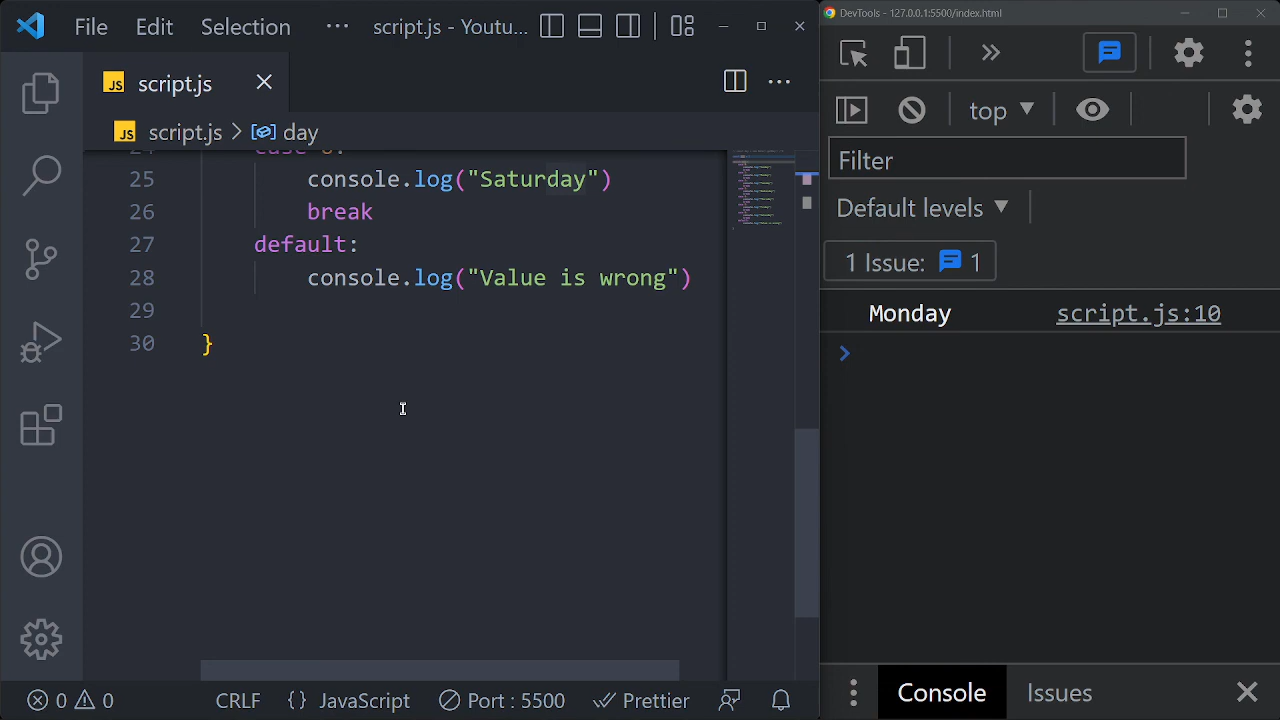 File Edit Selection ··· script.js - Youtu...
JS script.js
JS script.js > day
25 console.log("Saturday")
26 break
27 default:
28 console.log("Value is wrong")
29
30 }
0 0 CRLF {} JavaScript Port : 5500 Prettier
DevTools - 127.0.0.1:5500/index.html
top
Filter
Default levels
1 Issue: 1
Monday script.js:10
Console Issues